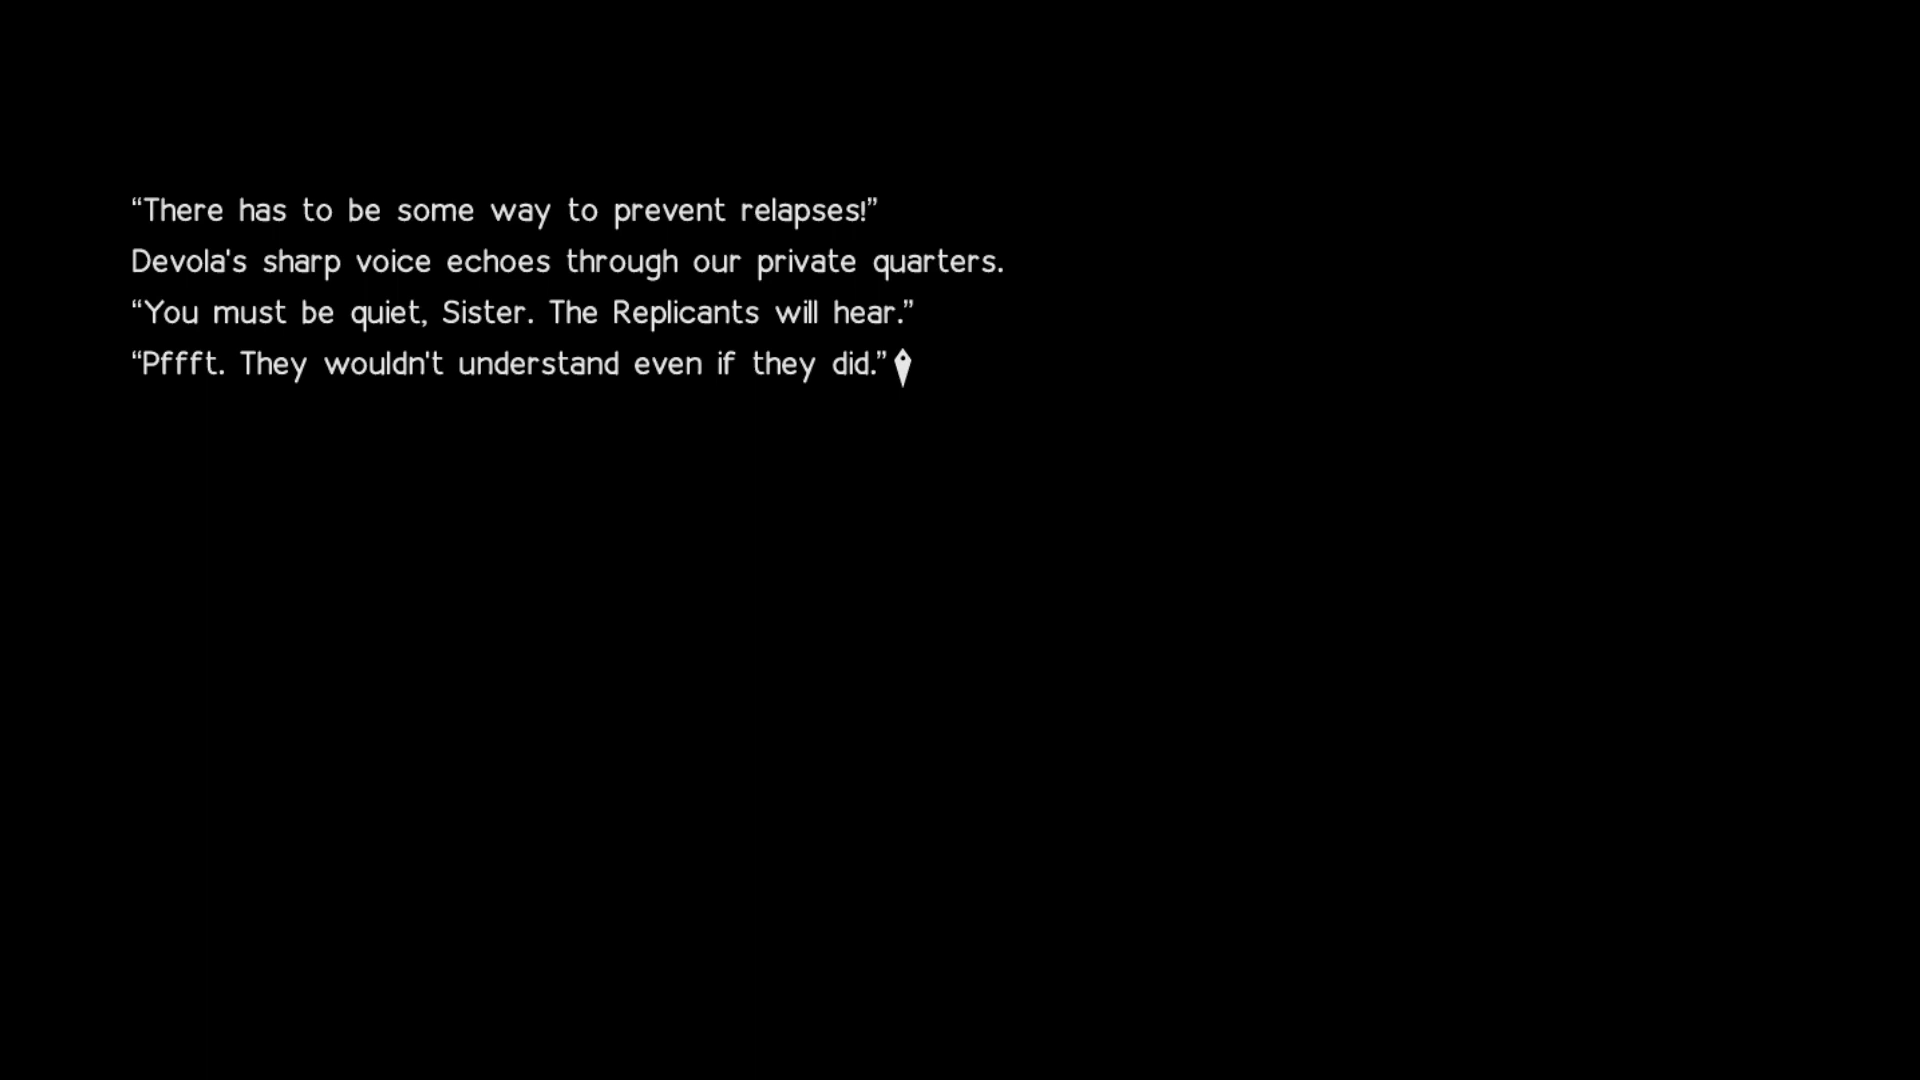 “There has to be some way to prevent relapses!”
Devola's sharp voice echoes through our private quarters.
“You must be quiet, Sister. The Replicants will hear.”
“Pffft. They wouldn't understand even if they did.”